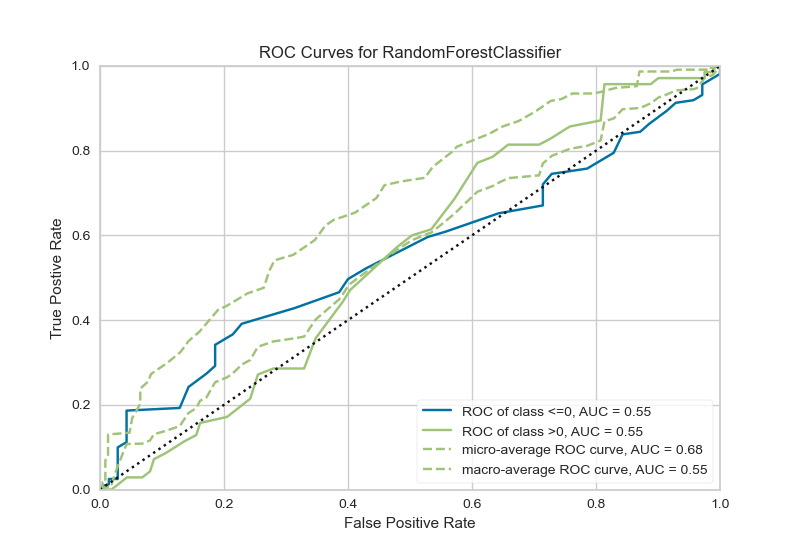 ROC Curves for RandomForestClassifier
1.0
0.8
0.6
0.4
0.2
0.0
True Postive Rate
ROC of class <=0, AUC = 0.55
ROC of class >0, AUC = 0.55
micro-average ROC curve, AUC = 0.68
macro-average ROC curve, AUC = 0.55
0.0 0.2 0.4 0.6 0.8 1.0
False Positive Rate